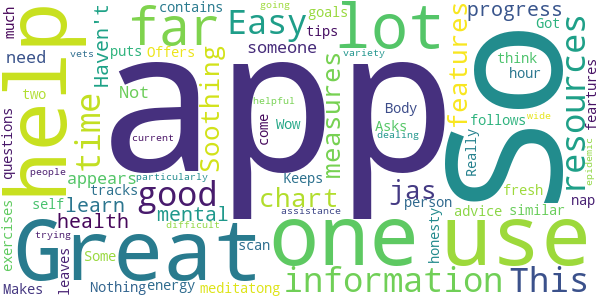 much
contains
going
goals
progress
far
Easy
tips
Got
lot
Haven't
puts
Offers
variety
need
vets
someone
think
hour
help
app
so
resources
two
time
Not
Soothing
measures
features
feartures
helpful
Body
Wow
come
Asks
dealing
follows
wide
questions
current
Really
epidemic
people
appears
particularly
good
chart
Keeps
jas
fresh
nap
exercises
self
tracks
learn
person
advice
similar
health
mental
assistance
honesty
Great
one
use
trying
leaves
Some
difficult
scan
This
Makes
Nothing
energy
meditatong
information